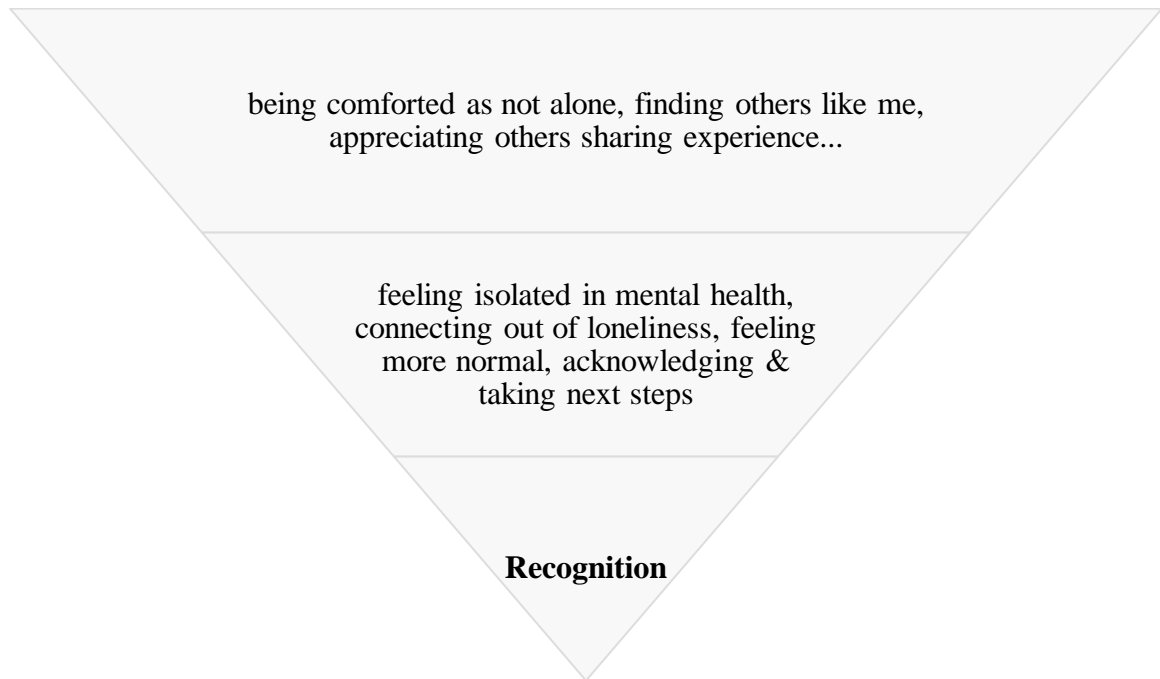 being comforted as not alone, finding others like me,
appreciating others sharing experience...
feeling isolated in mental health,
connecting out of loneliness, feeling
more normal, acknowledging &
taking next steps
Recognition